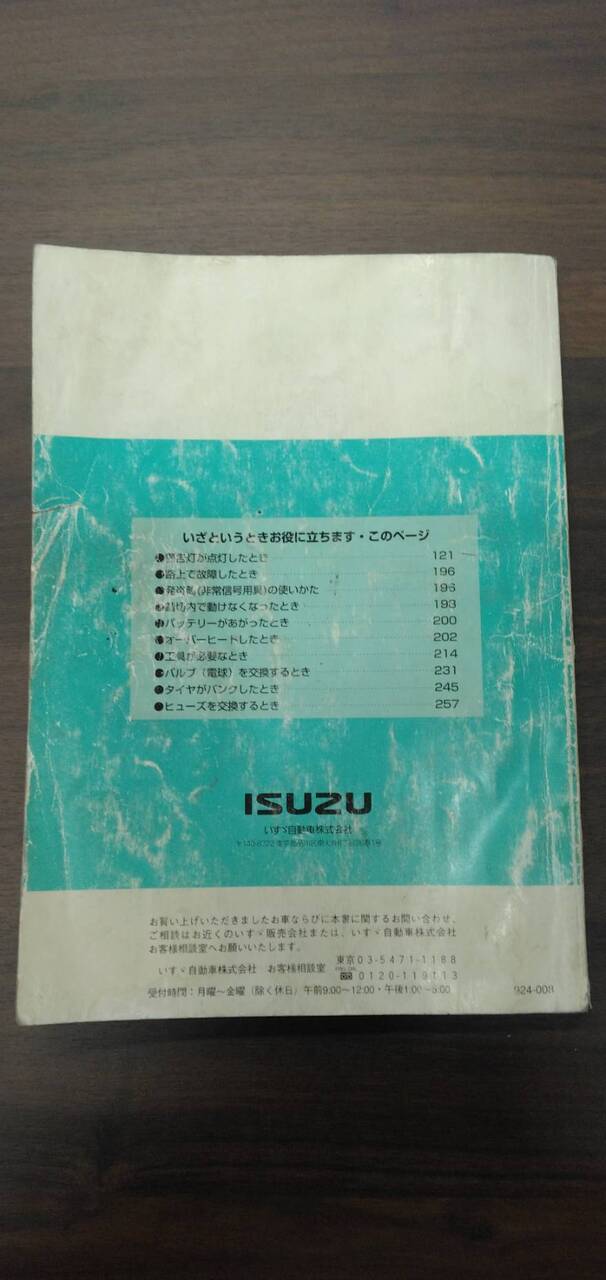 いざというときお役に立ちます・このページ
●警告灯が点灯したとき 121
●路上で故障したとき 196
●発炎筒(非常信号用具)の使いかた 196
●踏切内で動けなくなったとき 193
●バッテリーがあがったとき 200
●オーバーヒートしたとき 202
●工具が必要なとき 214
●バルブ(電球)を交換するとき 231
●タイヤがパンクしたとき 245
●ヒューズを交換するとき 257
ISUZU
いすゞ自動車株式会社
お買い上げいただきましたお車ならびに本書に関するお問い合わせ、
ご相談はお近くのいすゞ販売会社または、いすゞ自動車株式会社
お客様相談室へお願いいたします。
いすゞ自動車株式会社 お客様相談室
東京03-5471-1188
0120-119113
受付時間:月曜〜金曜(除く休日)午前9:00〜12:00・午後1:00〜5:00
924-008